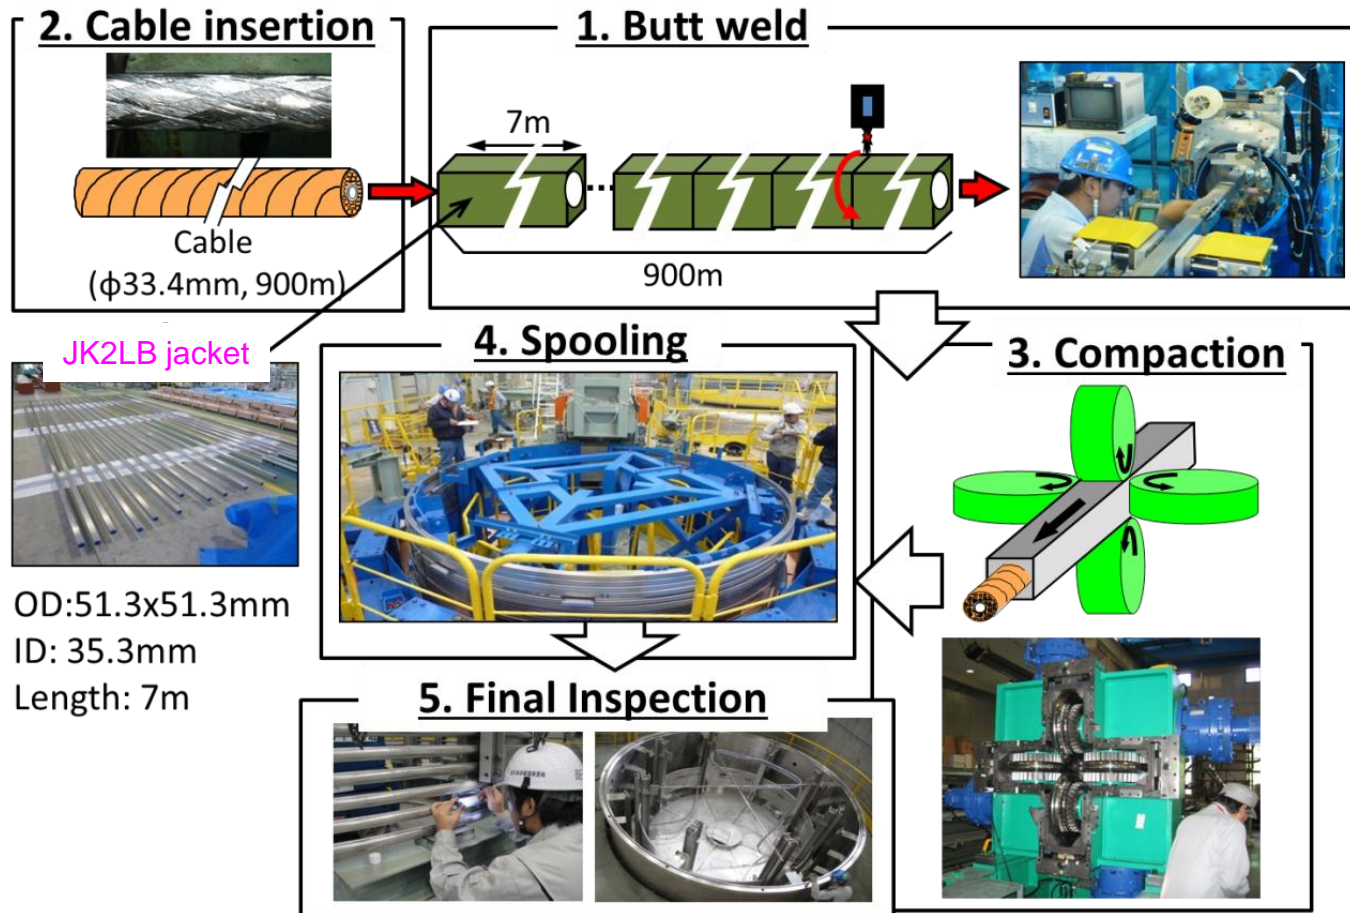 2. Cable insertion
Cable
(ϕ33.4mm, 900m)
1. Butt weld
7m
900m
JK2LB jacket
OD:51.3x51.3mm
ID: 35.3mm
Length: 7m
3. Compaction
4. Spooling
5. Final Inspection